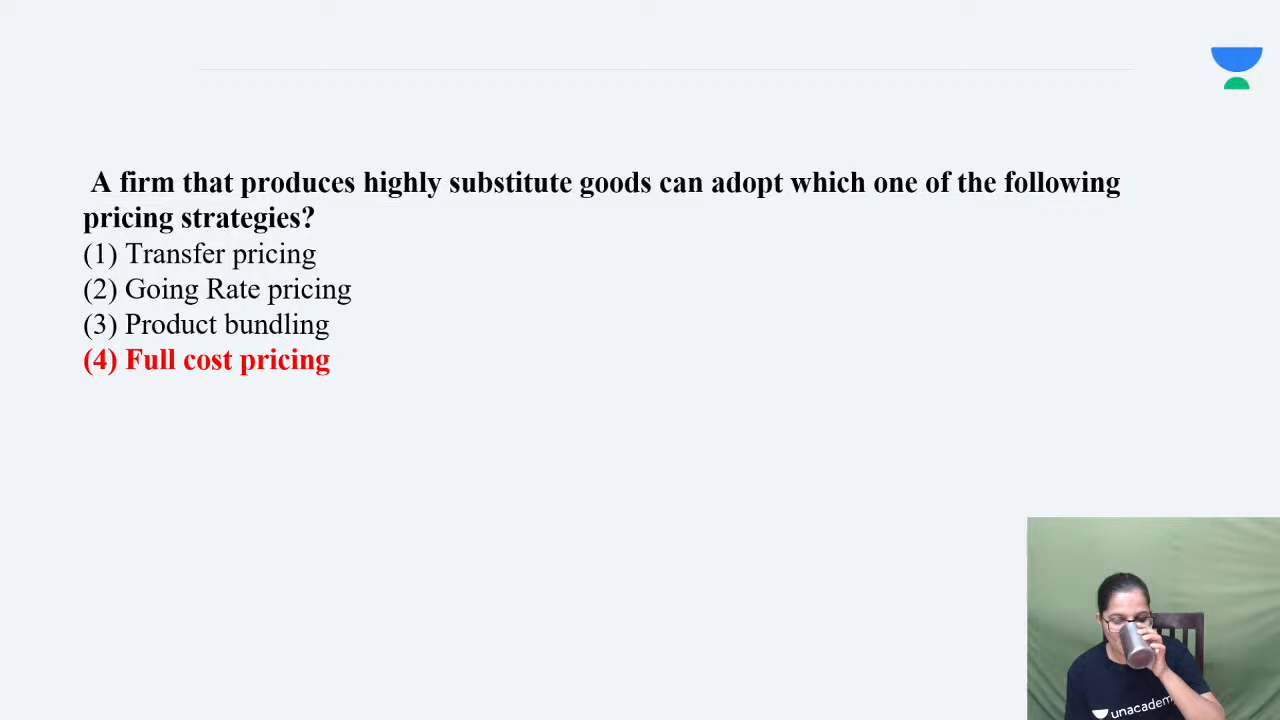 A firm that produces highly substitute goods can adopt which one of the following
pricing strategies?
(1) Transfer pricing
(2) Going Rate pricing
(3) Product bundling
(4) Full cost pricing
unacadem